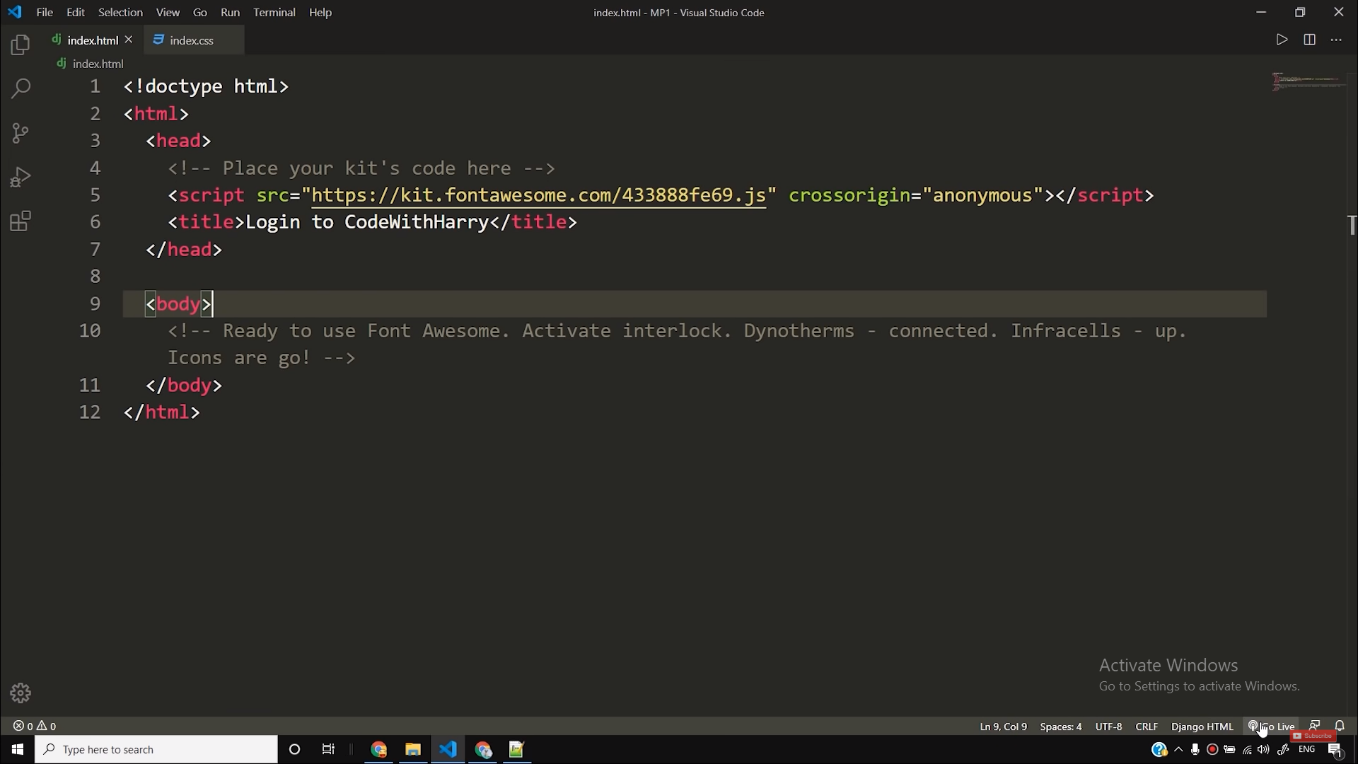 File Edit Selection View Go Run Terminal Help
index.html - MP1 - Visual Studio Code
dj index.html
index.css
dj index.html
1 <!doctype html>
2 <html>
3 <head>
4 <!-- Place your kit's code here -->
5 <script src="https://kit.fontawesome.com/433888fe69.js" crossorigin="anonymous"></script>
6 <title>Login to CodeWithHarry</title>
7 </head>
8
9 <body>
10 <!-- Ready to use Font Awesome. Activate interlock. Dynotherms - connected. Infracells - up.
Icons are go! -->
11 </body>
12 </html>
Activate Windows
Go to Settings to activate Windows.
0 0 Ln 9, Col 9 Spaces: 4 UTF-8 CRLF Django HTML Go Live
Subscribe
Type here to search
ENG
1